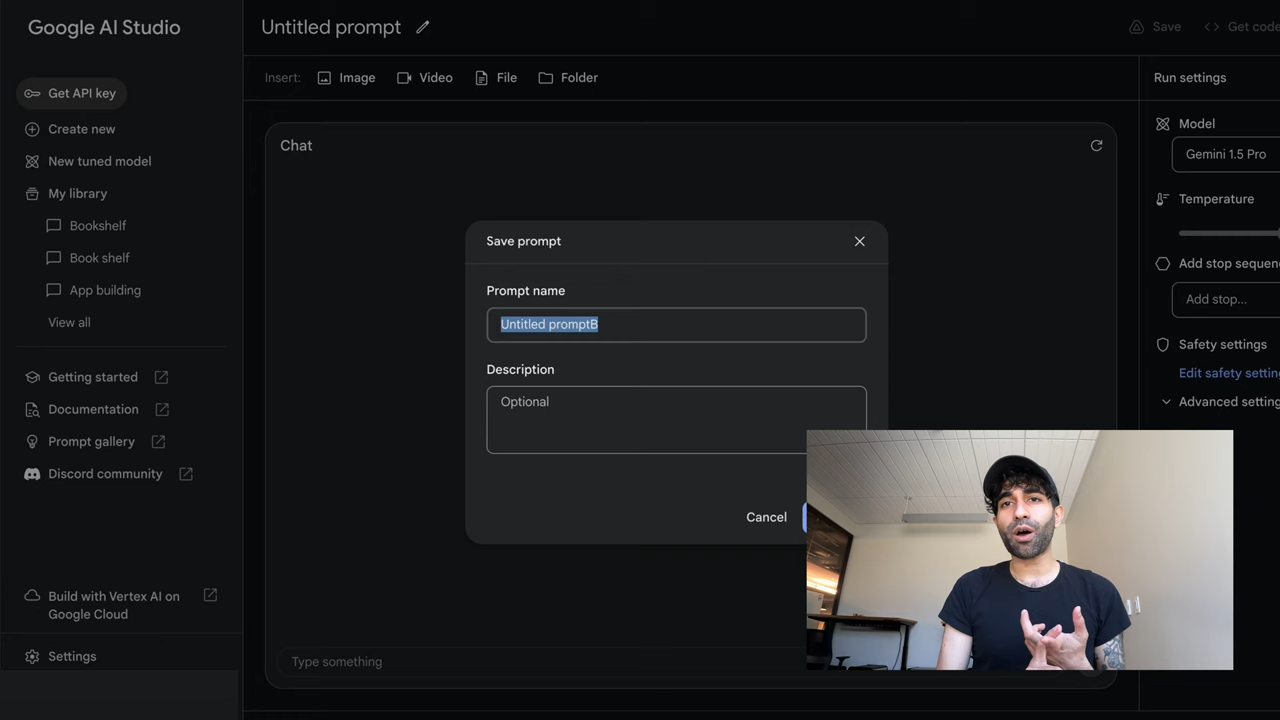 Google AI Studio
Get API key
Create new
New tuned model
My library
Bookshelf
Book shelf
App building
View all
Getting started
Documentation
Prompt gallery
Discord community
Build with Vertex AI on
Google Cloud
Settings
Untitled prompt
Save
Get code
Insert:
Image
Video
File
Folder
Chat
Save prompt
Prompt name
Untitled promptB
Description
Optional
Cancel
Type something
Run settings
Model
Gemini 1.5 Pro
Temperature
Add stop sequen
Add stop...
Safety settings
Edit safety settin
Advanced settin